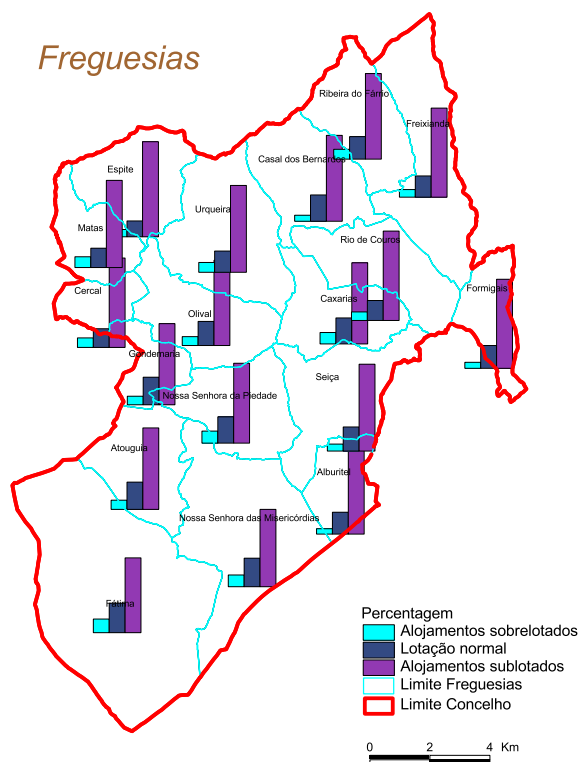 Freguesias
Ribeira do Fárrio
Freixianda
Casal dos Bernardos
Espite
Urqueira
Matas
Rio de Couros
Cercal
Formigais
Caxarias
Olival
Gondemaria
Seiça
Nossa Senhora da Piedade
Atouguia
Alburitel
Nossa Senhora das Misericórdias
Fátima
Percentagem
Alojamentos sobrelotados
Lotação normal
Alojamentos sublotados
Limite Freguesias
Limite Concelho
0 2 4 Km